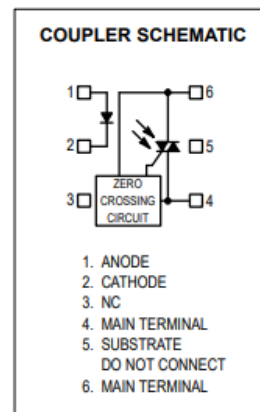 COUPLER SCHEMATIC
1
6
2
5
3
ZERO
CROSSING
CIRCUIT
4
1. ANODE
2. CATHODE
3. NC
4. MAIN TERMINAL
5. SUBSTRATE
DO NOT CONNECT
6. MAIN TERMINAL